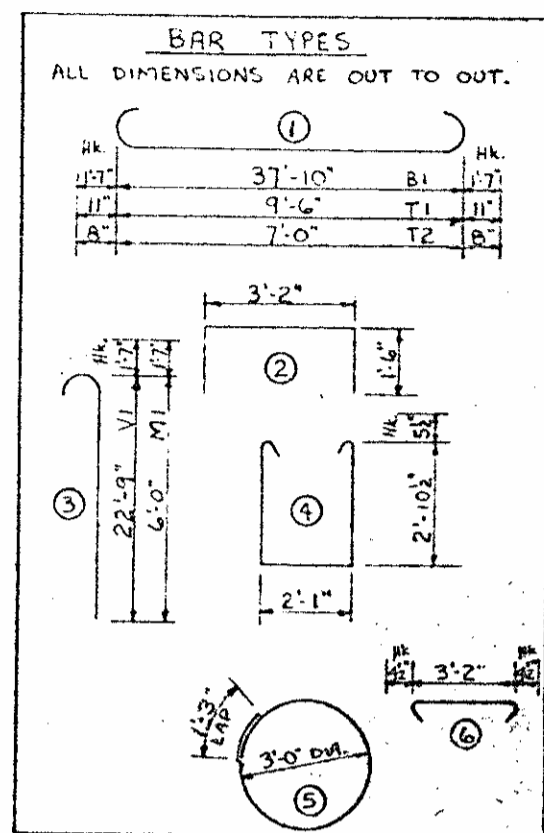 BAR TYPES
ALL DIMENSIONS ARE OUT TO OUT.
1
Hk. Hk.
1'-7" 37'-10" B1 1'-7"
11" 9'-6" T1 11"
8" 7'-0" T2 8"
3'-2"
2
1'-6"
Hk. 1'-7" 1'-7"
3
22'-9" V1
6'-0" M1
Hk. 5½"
4
2'-10½"
2'-1"
Hk. 4½" 3'-2" Hk. 4½"
6
1'-3" LAP
3'-0" DIA.
5